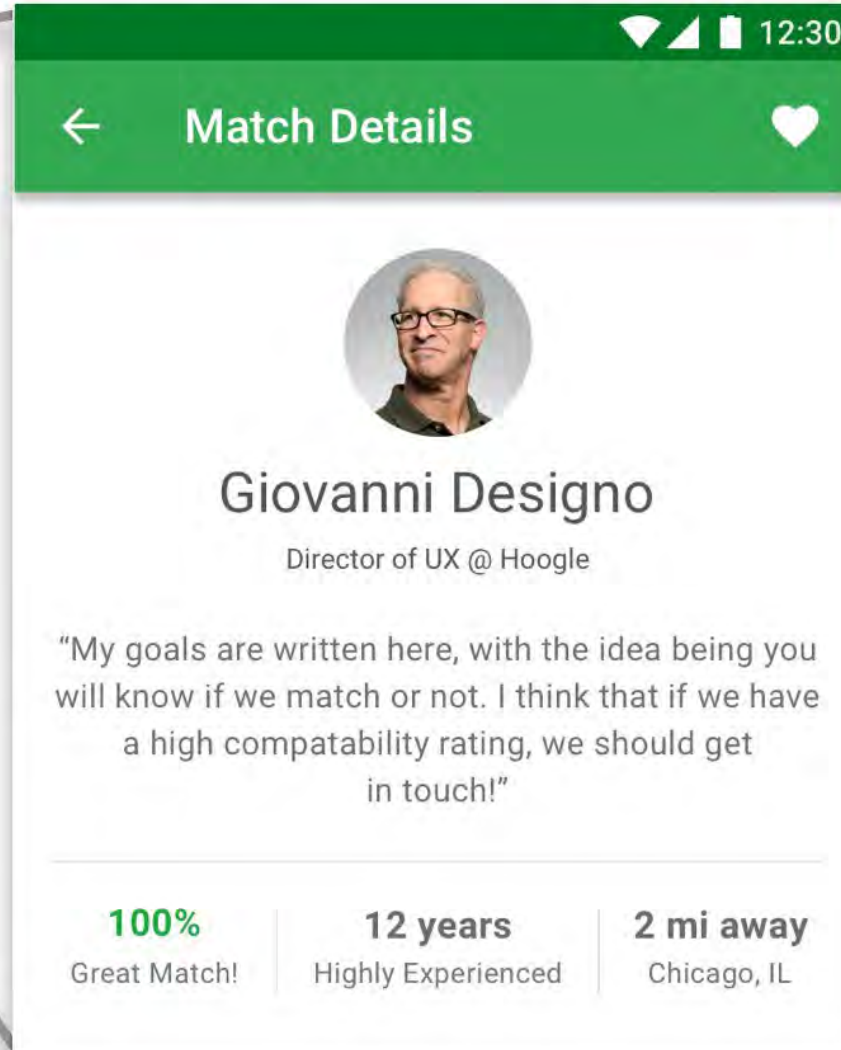 12:30
Match Details
Giovanni Designo
Director of UX @ Hoogle
“My goals are written here, with the idea being you
will know if we match or not. I think that if we have
a high compatability rating, we should get
in touch!”
100%
Great Match!
12 years
Highly Experienced
2 mi away
Chicago, IL